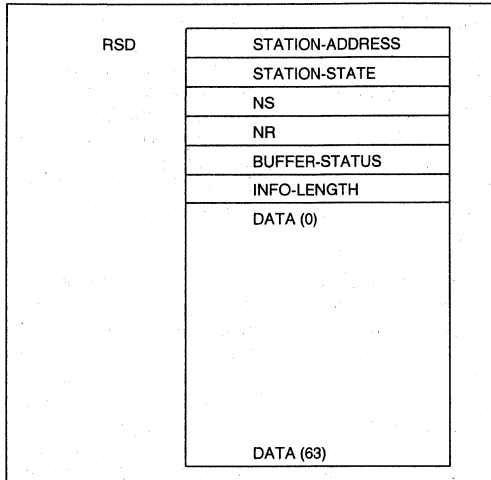 RSD STATION-ADDRESS
STATION-STATE
NS
NR
BUFFER-STATUS
INFO-LENGTH
DATA (0)
DATA (63)